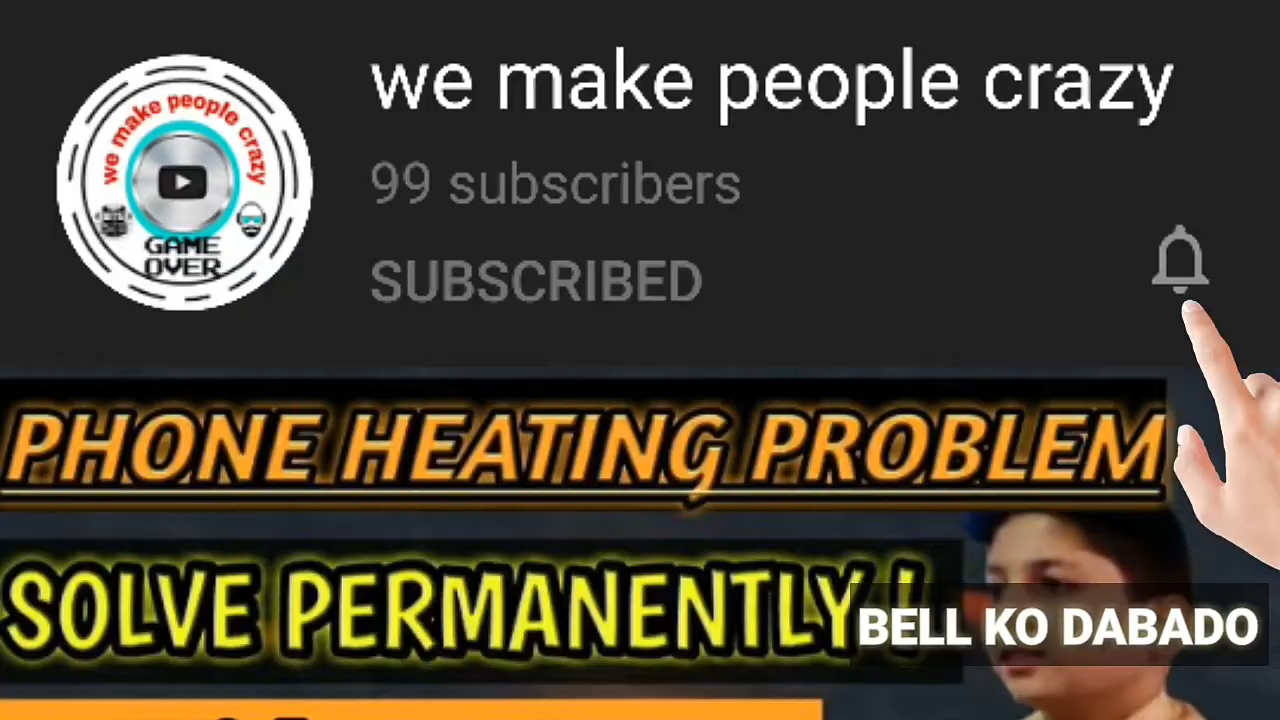 we make people crazy
we make people crazy
GAME
OVER
99 subscribers
SUBSCRIBED
PHONE HEATING PROBLEM
SOLVE PERMANENTLY !
BELL KO DABADO